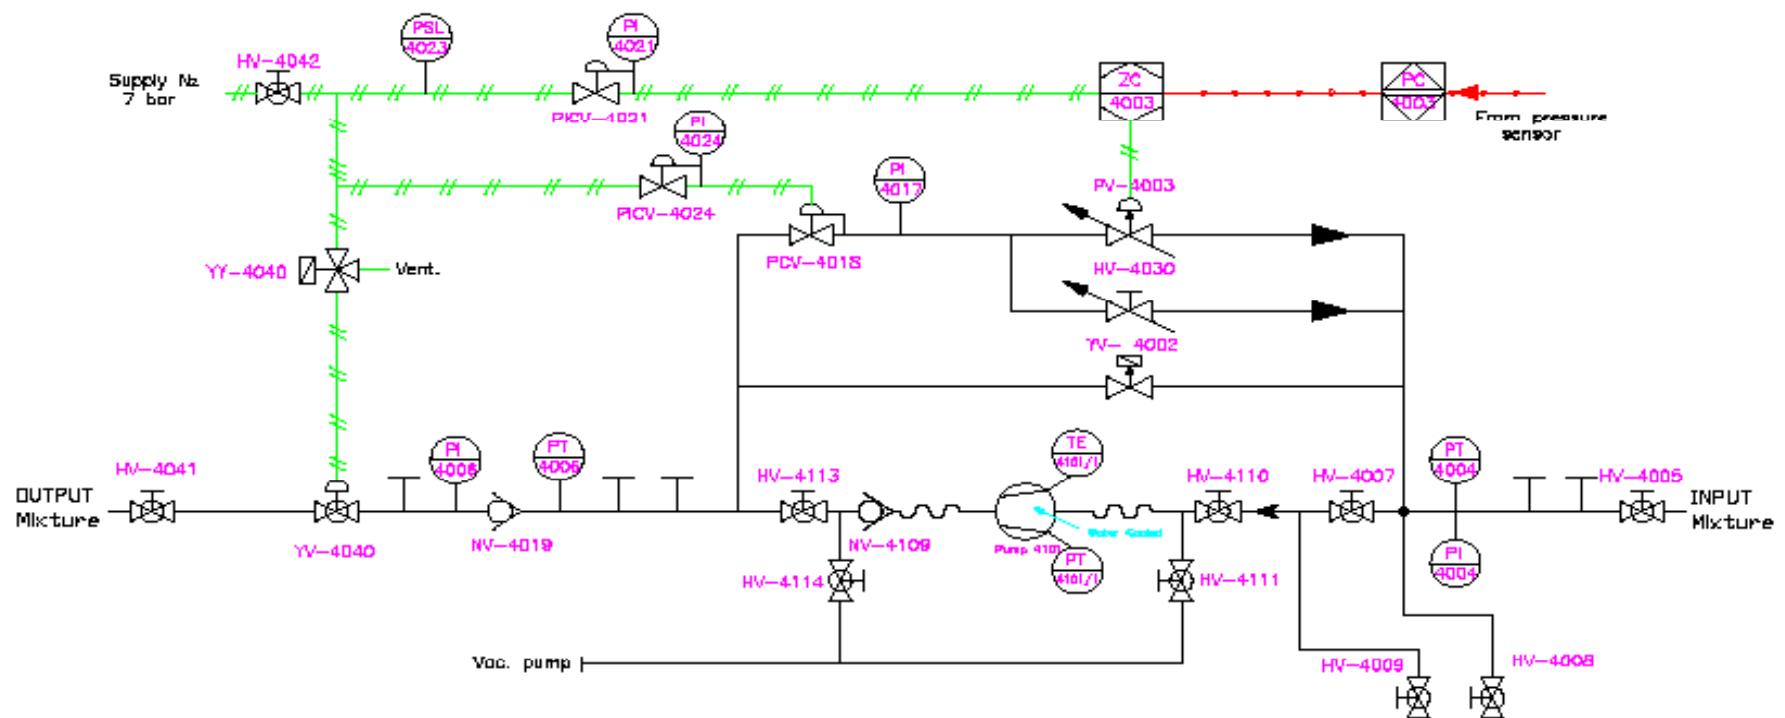 PSL
4023
PI
4021
HV-4042
Supply N2
7 bar
ZC
4003
PC
4003
PICV-4021
From pressure
sensor
PI
4024
PI
4017
PV-4003
PICV-4024
YY-4040
Vent.
PCV-4018
HV-4030
YV- 4002
HV-4041
PI
4006
PT
4006
HV-4113
TE
4101/1
HV-4110
HV-4007
PT
4004
HV-4005
OUTPUT
Mixture
INPUT
Mixture
YV-4040
NV-4019
NV-4109
Water Cooled
Pump 4101
PT
4101/1
PI
4004
HV-4114
HV-4111
Vac. pump
HV-4009
HV-4008